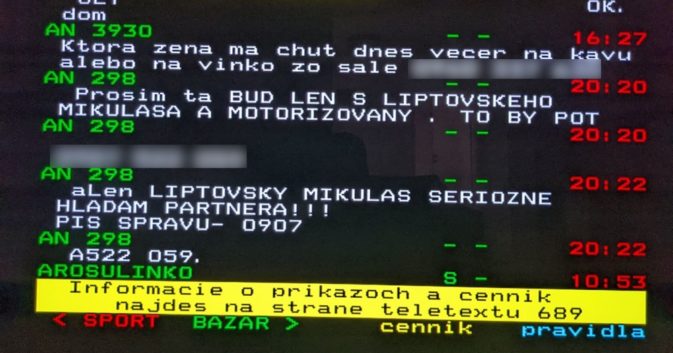 OK.
dom
AN 3930 - - 16:27
Ktora zena ma chut dnes vecer na kavu
alebo na vinko zo sale
AN 298 - - 20:20
Prosim ta BUD LEN S LIPTOVSKEHO
MIKULASA A MOTORIZOVANY . TO BY POT
AN 298 - - 20:20
AN 298 - - 20:22
aLen LIPTOVSKY MIKULAS SERIOZNE
HLADAM PARTNERA!!!
PIS SPRAVU- 0907
AN 298 - - 20:22
A522 059.
AROSULINKO S - 10:53
Informacie o prikazoch a cennik
najdes na strane teletextu 689
< SPORT BAZAR > cennik pravidla